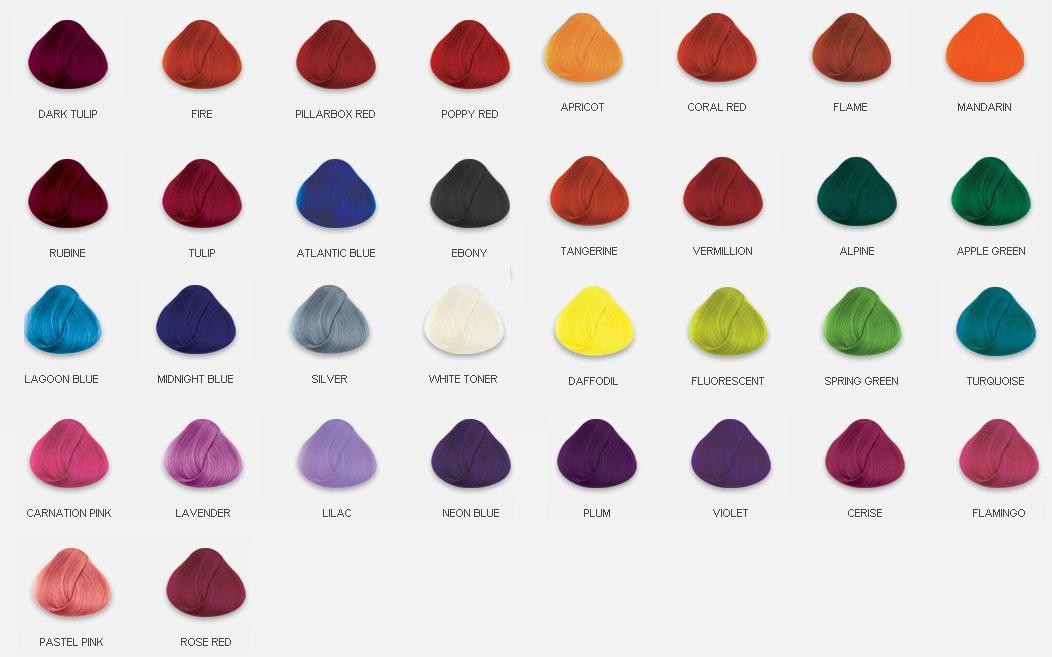 DARK TULIP
FIRE
PILLARBOX RED
POPPY RED
APRICOT
CORAL RED
FLAME
MANDARIN
RUBINE
TULIP
ATLANTIC BLUE
EBONY
TANGERINE
VERMILLION
ALPINE
APPLE GREEN
LAGOON BLUE
MIDNIGHT BLUE
SILVER
WHITE TONER
DAFFODIL
FLUORESCENT
SPRING GREEN
TURQUOISE
CARNATION PINK
LAVENDER
LILAC
NEON BLUE
PLUM
VIOLET
CERISE
FLAMINGO
PASTEL PINK
ROSE RED